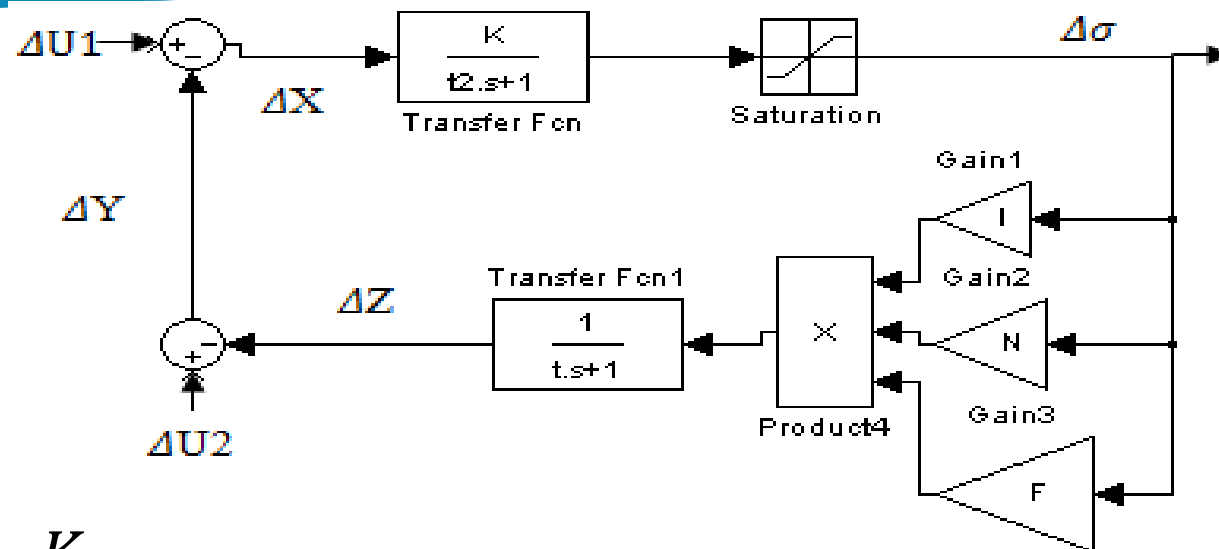 ΔU1
+
-
ΔX
K
t2.s+1
Transfer Fcn
Saturation
Δσ
ΔY
Gain1
I
Gain2
N
Gain3
F
X
Product4
Transfer Fcn1
1
t.s+1
ΔZ
-
+
ΔU2
K